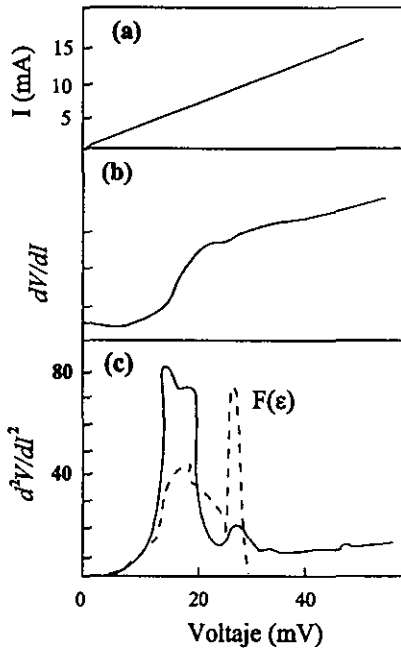 (a)
I (mA)
15
10
5
(b)
dV/dI
(c)
d²V/dI²
80
40
F(ε)
0
20
40
Voltaje (mV)